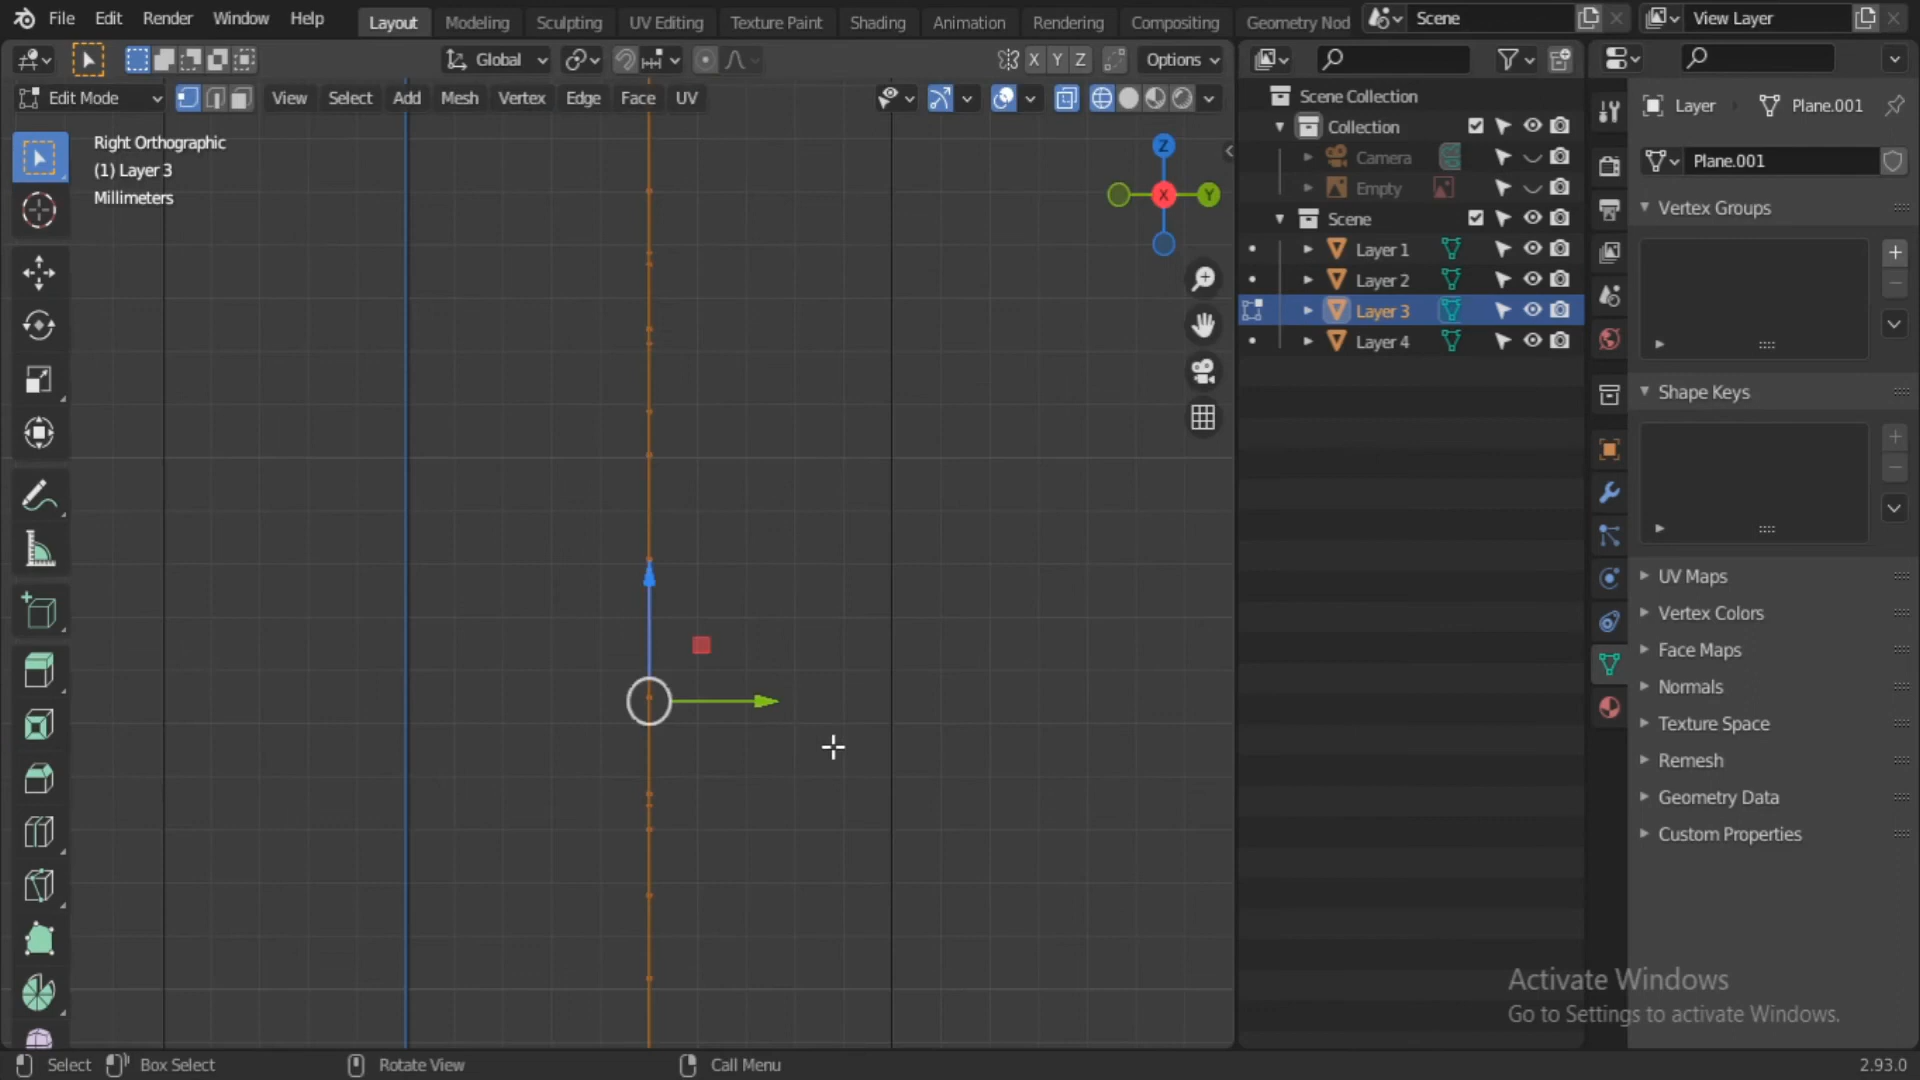 File Edit Render Window Help
Layout Modeling Sculpting UV Editing Texture Paint Shading Animation Rendering Compositing Geometry Nod
Scene
View Layer
Global
X Y Z
Options
Edit Mode
View Select Add Mesh Vertex Edge Face UV
Right Orthographic
(1) Layer 3
Millimeters
Z
X
Y
Scene Collection
Collection
Camera
Empty
Scene
Layer 1
Layer 2
Layer 3
Layer 4
Layer
Plane.001
Plane.001
Vertex Groups
Shape Keys
UV Maps
Vertex Colors
Face Maps
Normals
Texture Space
Remesh
Geometry Data
Custom Properties
Activate Windows
Go to Settings to activate Windows.
Select Box Select Rotate View Call Menu
2.93.0